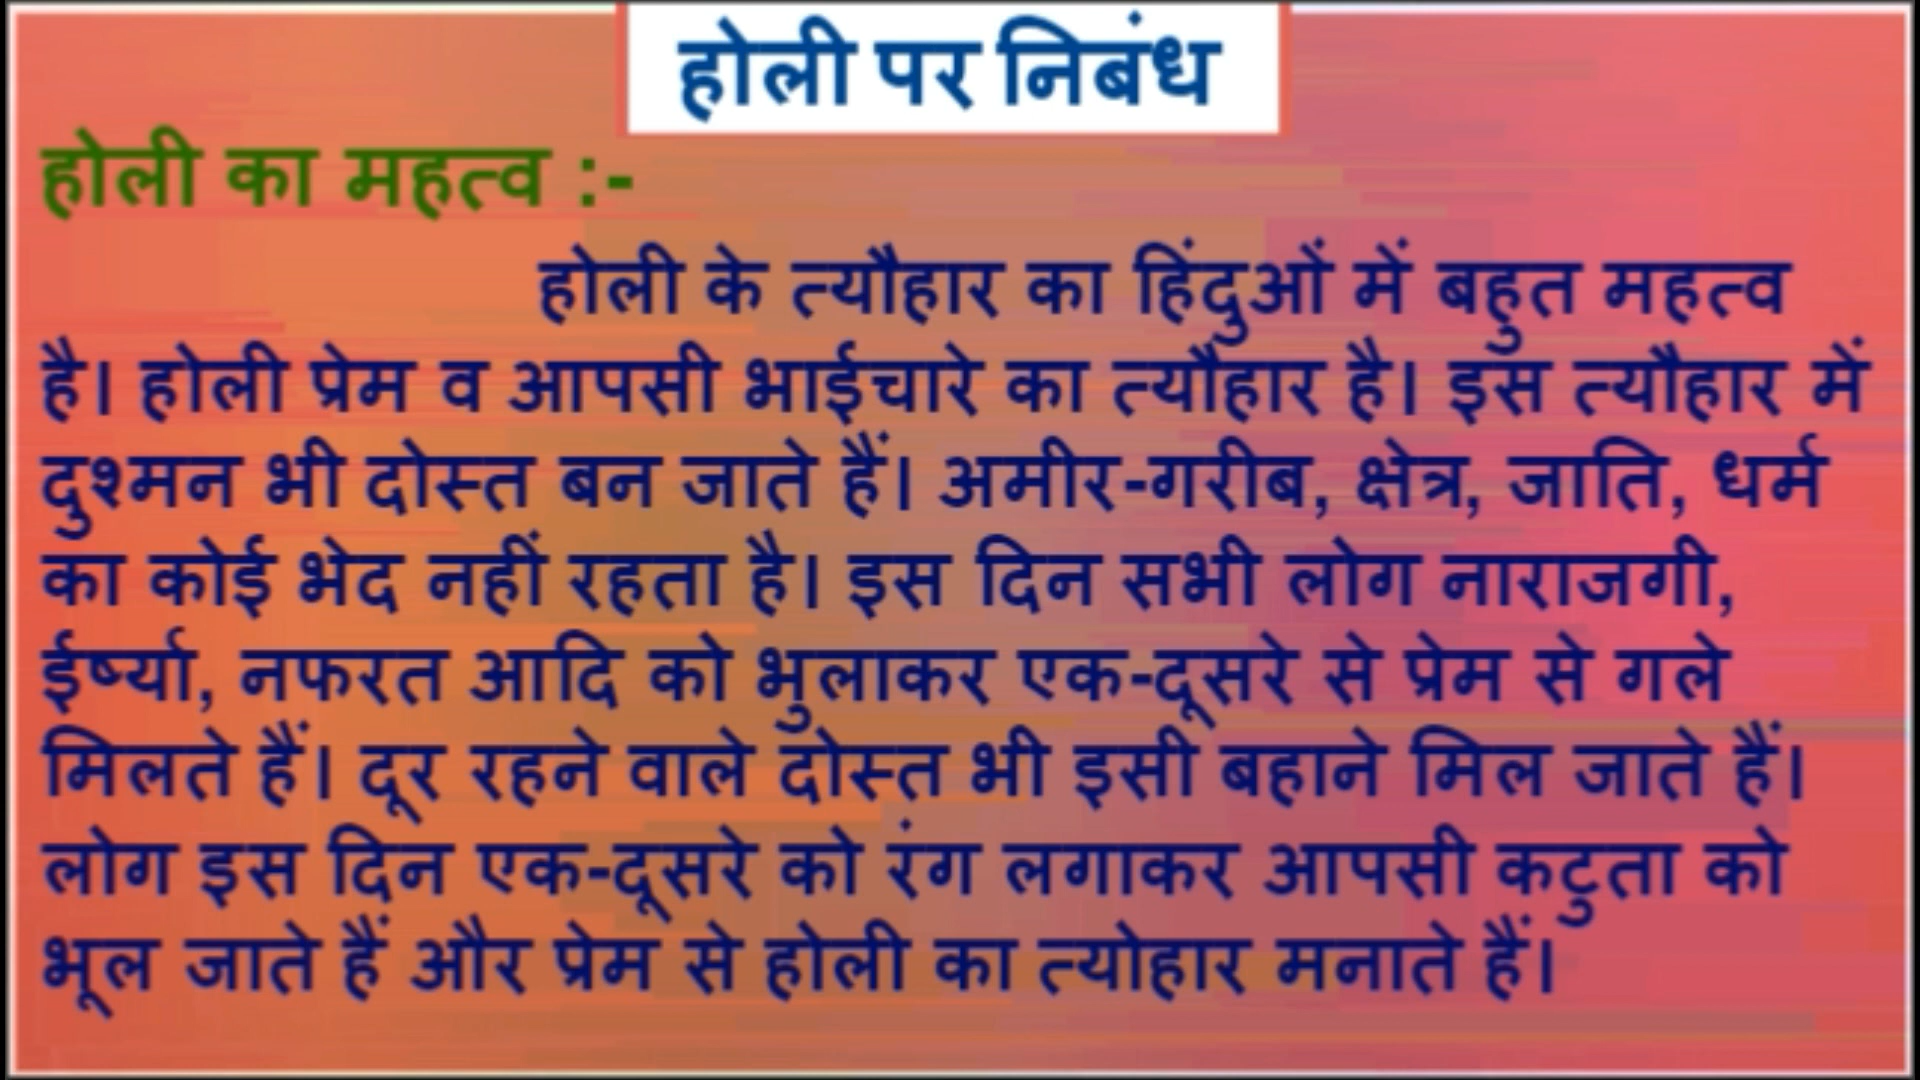 होली पर निबंध
होली का महत्व :-
होली के त्यौहार का हिंदुओं में बहुत महत्व
है। होली प्रेम व आपसी भाईचारे का त्यौहार है। इस त्यौहार में
दुश्मन भी दोस्त बन जाते हैं। अमीर-गरीब, क्षेत्र, जाति, धर्म
का कोई भेद नहीं रहता है। इस दिन सभी लोग नाराजगी,
ईर्ष्या, नफरत आदि को भुलाकर एक-दूसरे से प्रेम से गले
मिलते हैं। दूर रहने वाले दोस्त भी इसी बहाने मिल जाते हैं।
लोग इस दिन एक-दूसरे को रंग लगाकर आपसी कटुता को
भूल जाते हैं और प्रेम से होली का त्योहार मनाते हैं।